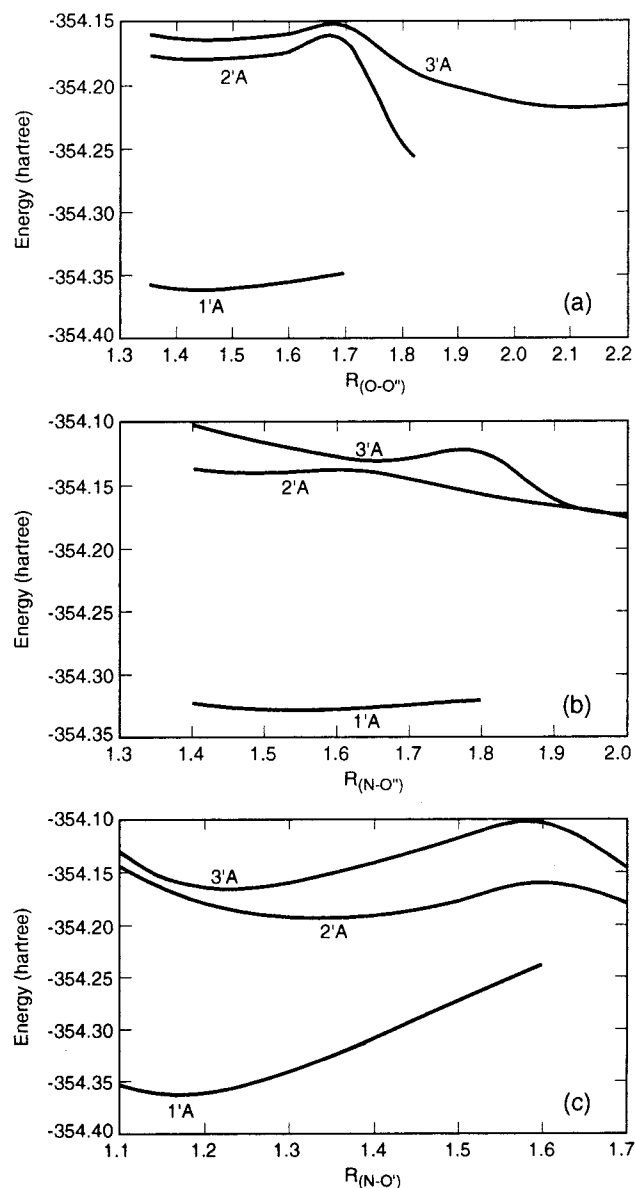 -354.15
-354.20
-354.25
-354.30
-354.35
-354.40
Energy (hartree)
2'A
3'A
1'A
(a)
1.3 1.4 1.5 1.6 1.7 1.8 1.9 2.0 2.1 2.2
R(O-O")
-354.10
-354.15
-354.20
-354.25
-354.30
-354.35
Energy (hartree)
3'A
2'A
1'A
(b)
1.3 1.4 1.5 1.6 1.7 1.8 1.9 2.0
R(N-O")
-354.10
-354.15
-354.20
-354.25
-354.30
-354.35
-354.40
Energy (hartree)
3'A
2'A
1'A
(c)
1.1 1.2 1.3 1.4 1.5 1.6 1.7
R(N-O')